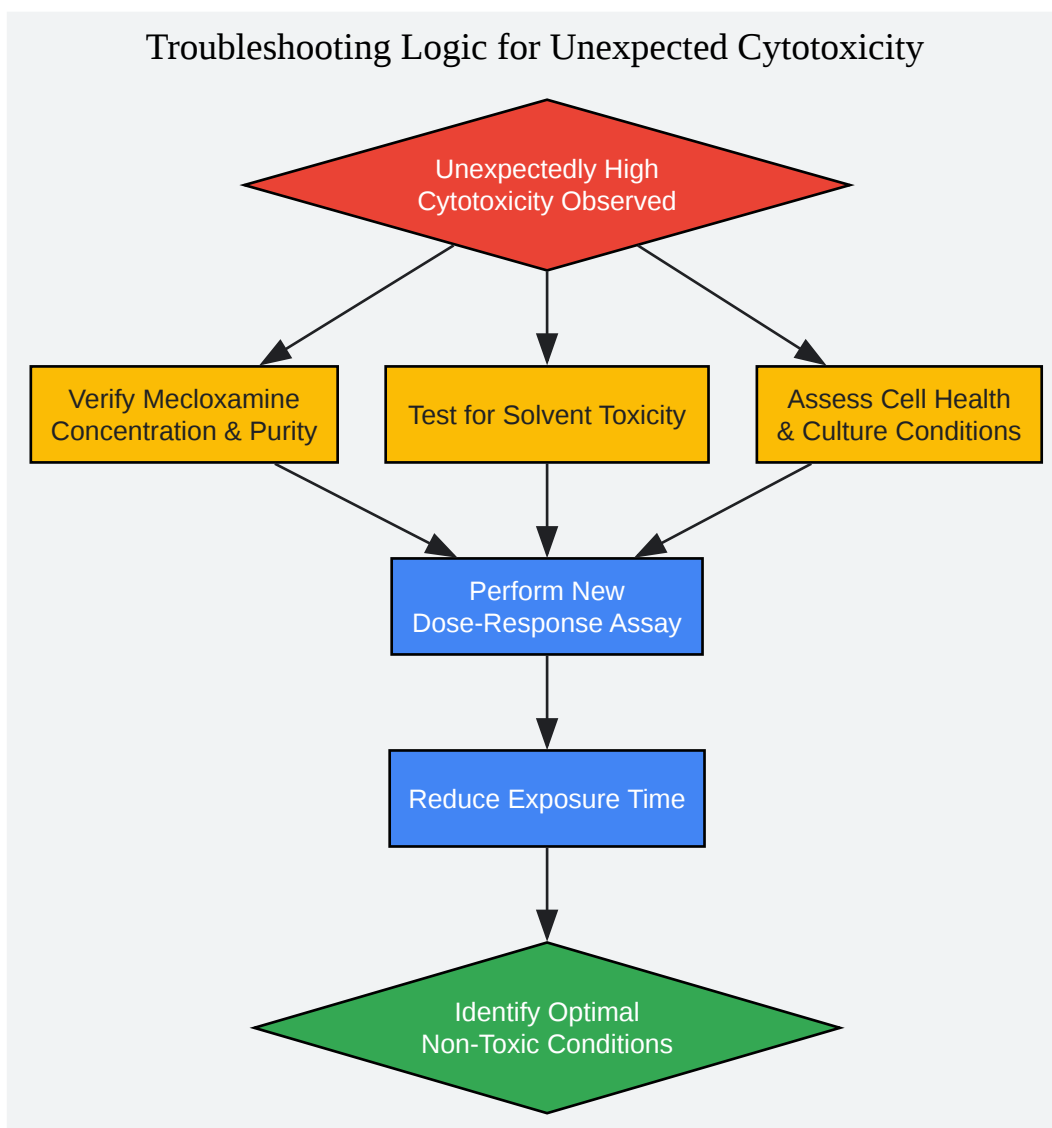 Troubleshooting Logic for Unexpected Cytotoxicity
Unexpectedly High
Cytotoxicity Observed
Verify Mecloxamine
Concentration & Purity
Test for Solvent Toxicity
Assess Cell Health
& Culture Conditions
Perform New
Dose-Response Assay
Reduce Exposure Time
Identify Optimal
Non-Toxic Conditions